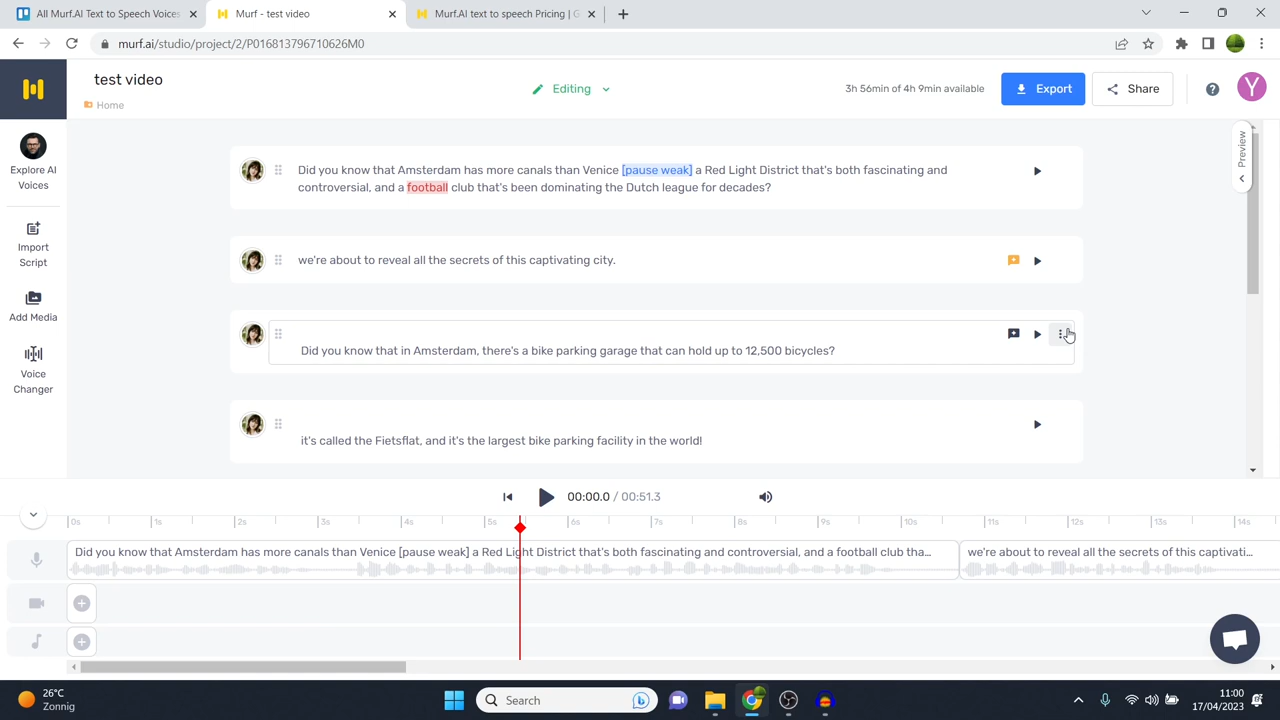 All Murf.AI Text to Speech Voices
Murf - test video
Murf.AI text to speech Pricing | G
murf.ai/studio/project/2/P016813796710626M0
test video
Home
Editing
3h 56min of 4h 9min available
Export
Share
Y
Explore AI
Voices
Import
Script
Add Media
Voice
Changer
Preview
Did you know that Amsterdam has more canals than Venice [pause weak] a Red Light District that's both fascinating and
controversial, and a football club that's been dominating the Dutch league for decades?
we're about to reveal all the secrets of this captivating city.
Did you know that in Amsterdam, there's a bike parking garage that can hold up to 12,500 bicycles?
it's called the Fietsflat, and it's the largest bike parking facility in the world!
00:00.0 / 00:51.3
0s 1s 2s 3s 4s 5s 6s 7s 8s 9s 10s 11s 12s 13s 14s
Did you know that Amsterdam has more canals than Venice [pause weak] a Red Light District that's both fascinating and controversial, and a football club tha...
we're about to reveal all the secrets of this captivati...
26°C
Zonnig
Search
11:00
17/04/2023